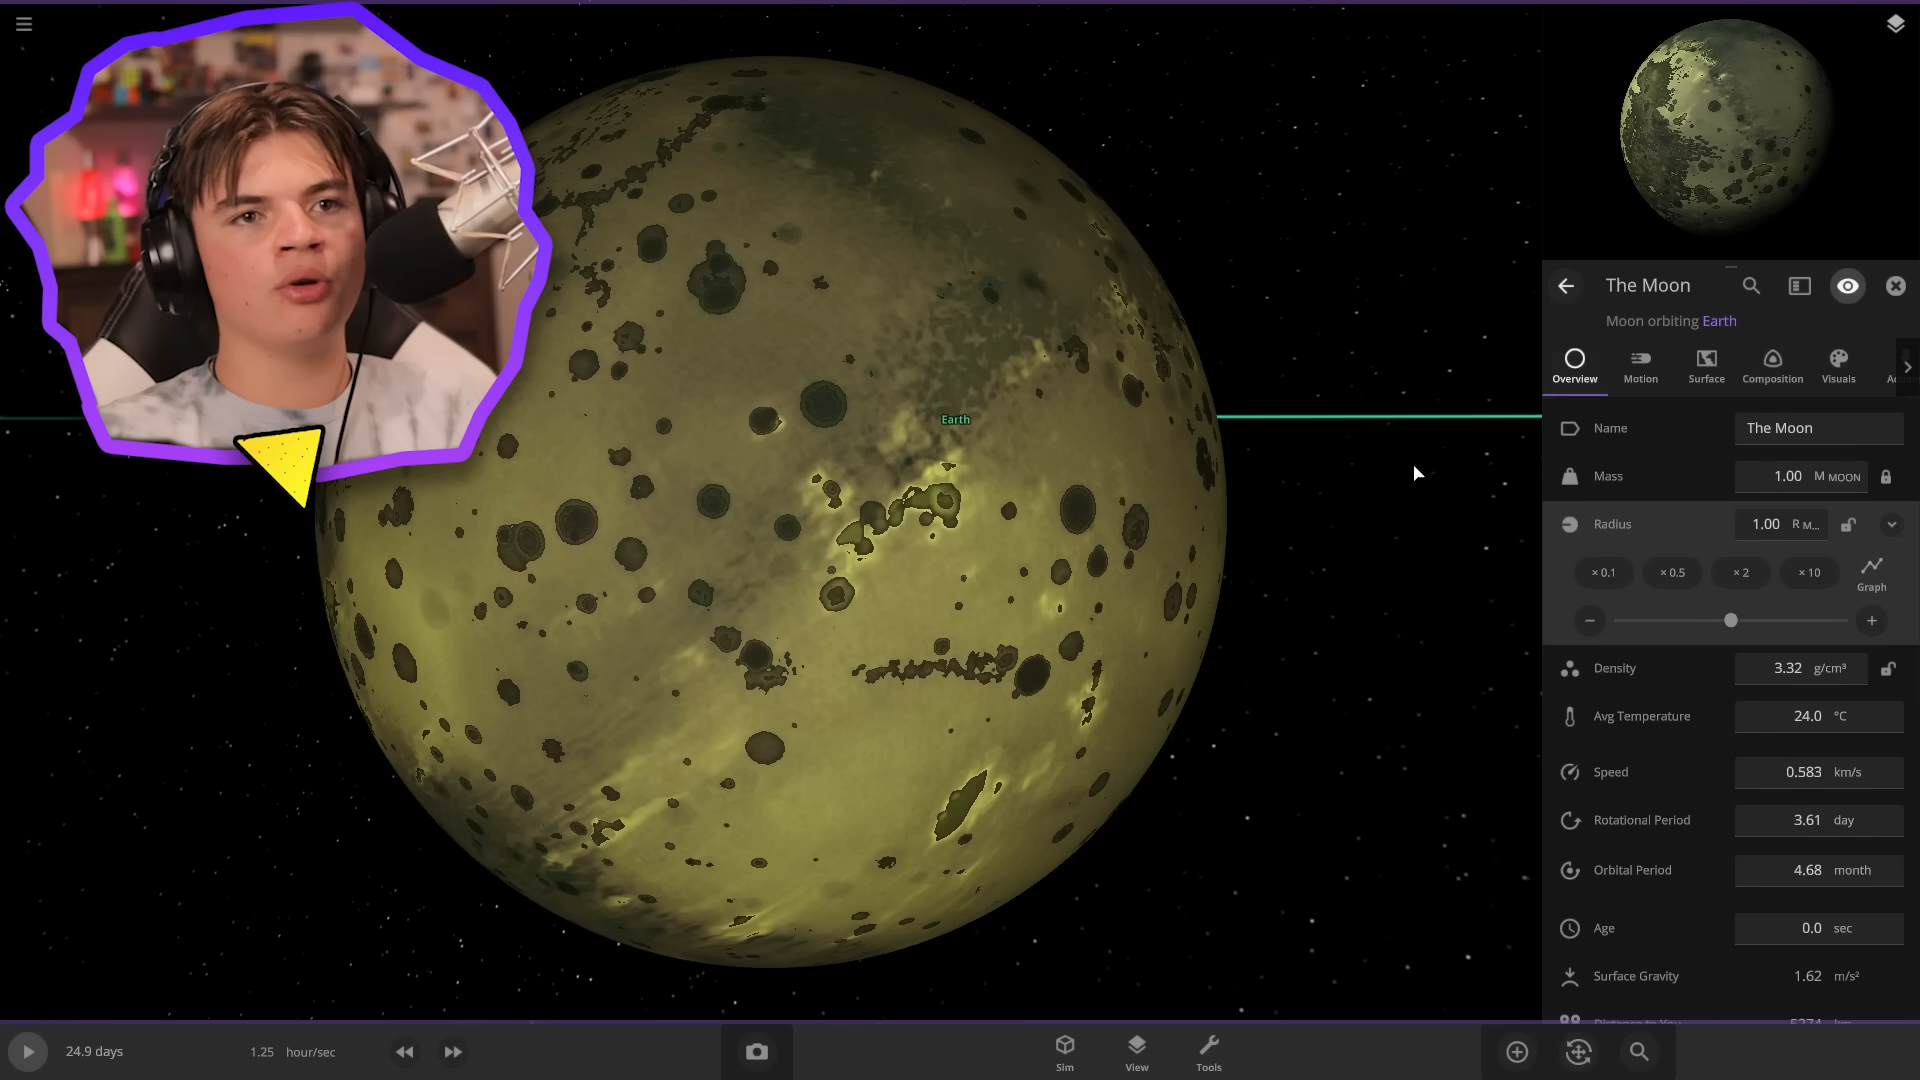 Earth
The Moon
Moon orbiting Earth
Overview
Motion
Surface
Composition
Visuals
Name The Moon
Mass 1.00 M MOON
Radius 1.00 R M...
× 0.1 × 0.5 × 2 × 10 Graph
Density 3.32 g/cm³
Avg Temperature 24.0 °C
Speed 0.583 km/s
Rotational Period 3.61 day
Orbital Period 4.68 month
Age 0.0 sec
Surface Gravity 1.62 m/s²
24.9 days
1.25 hour/sec
Sim
View
Tools